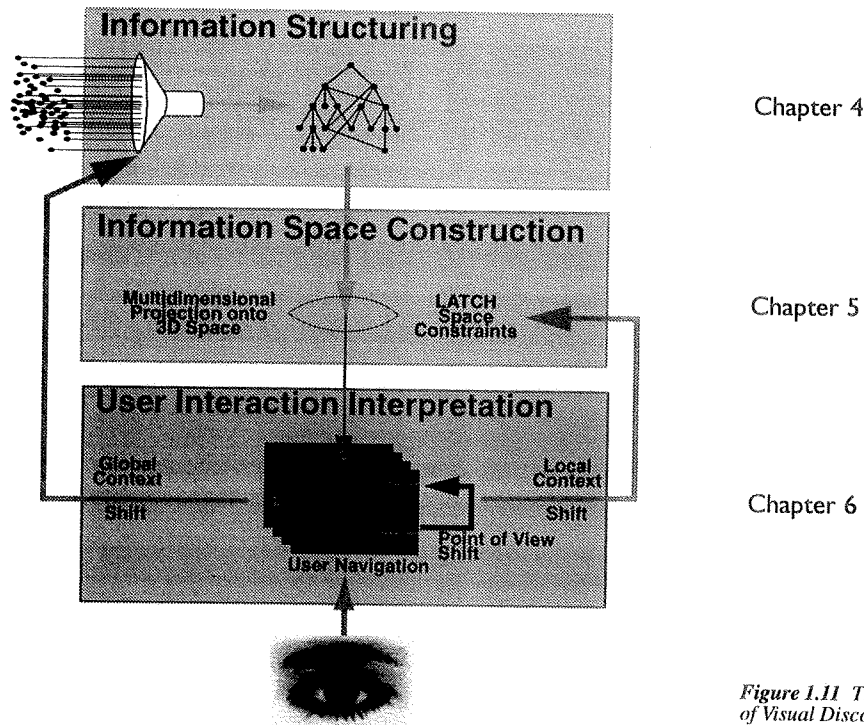 Information Structuring
Chapter 4
Information Space Construction
Multidimensional
Projection onto
3D Space
LATCH
Space
Constraints
Chapter 5
User Interaction Interpretation
Global
Context
Shift
Local
Context
Shift
Point of View
Shift
User Navigation
Chapter 6
Figure 1.11 T
of Visual Disco